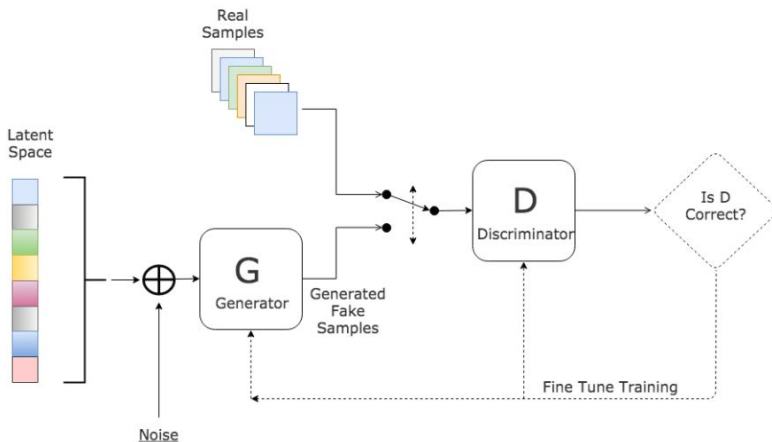 Real
Samples
Latent
Space
G
Generator
Generated
Fake
Samples
D
Discriminator
Is D
Correct?
Fine Tune Training
Noise